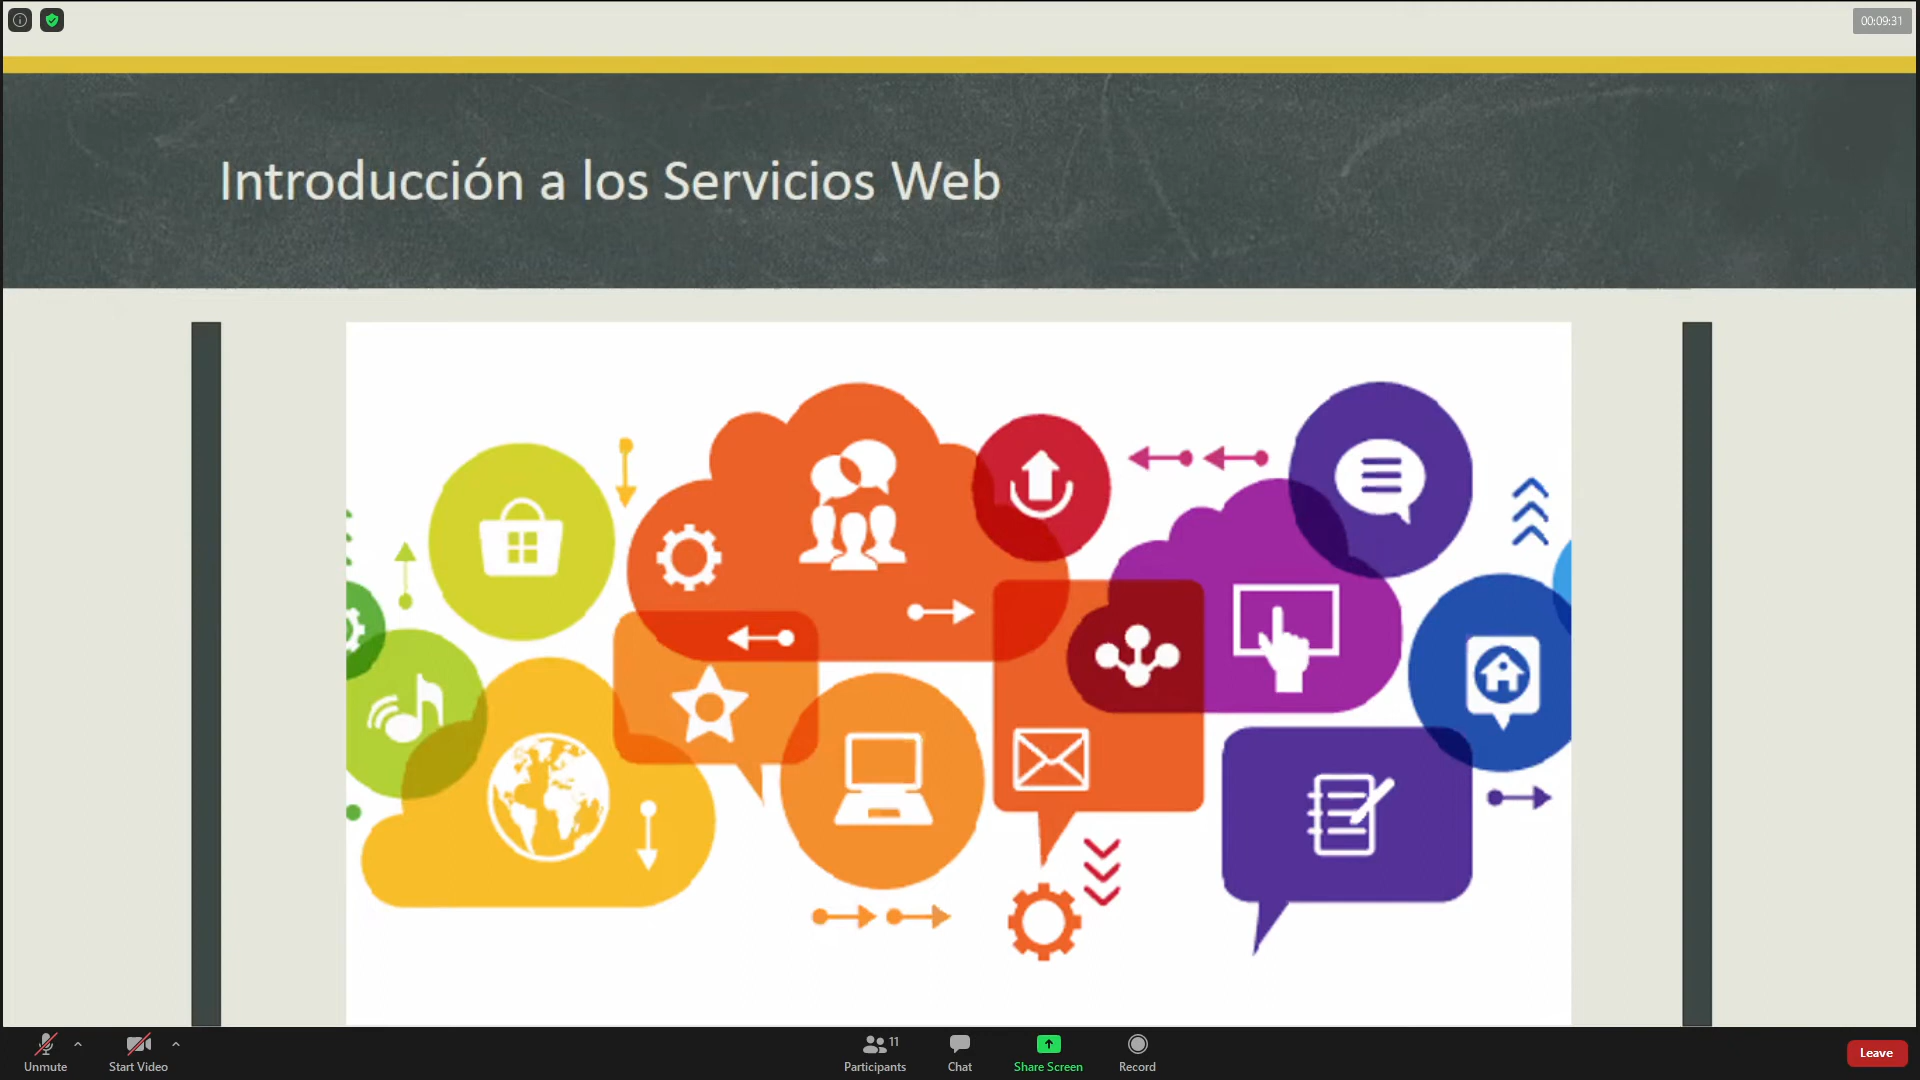 00:09:31
Introducción a los Servicios Web
Unmute
Start Video
11
Participants
Chat
Share Screen
Record
Leave